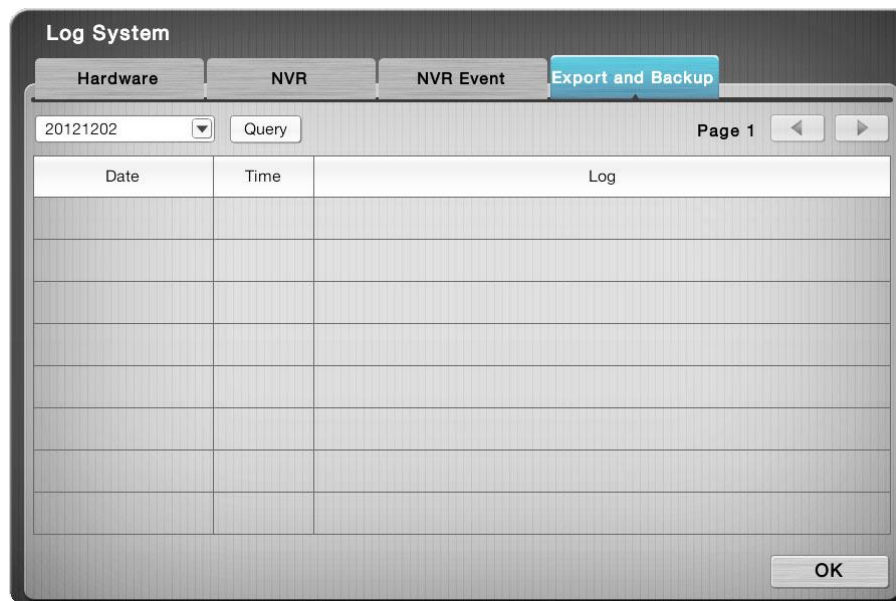 Log System
Hardware NVR NVR Event Export and Backup
20121202 Query Page 1
Date Time Log
OK